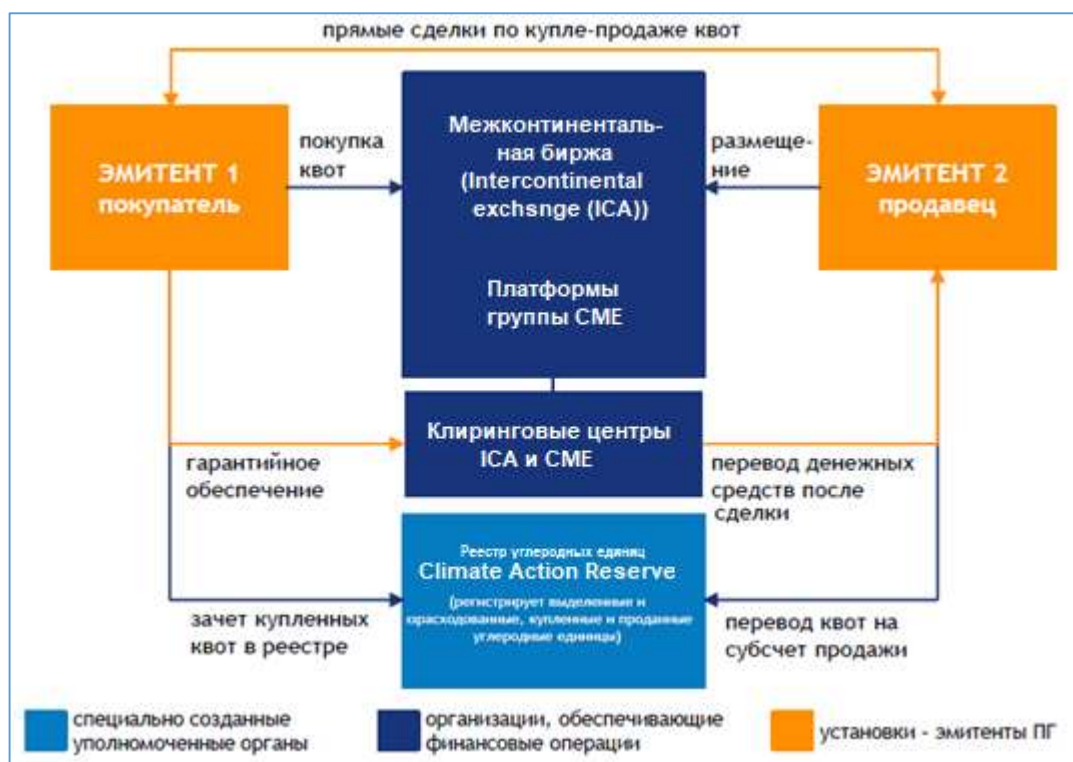 прямые сделки по купле-продаже квот
ЭМИТЕНТ 1
покупатель
покупка
квот
Межконтиненталь-
ная биржа
(Intercontinental
exchsnge (ICA))
Платформы
группы CME
размеще-
ние
ЭМИТЕНТ 2
продавец
Клиринговые центры
ICA и CME
гарантийное
обеспечение
перевод денежных
средств после
сделки
Реестр углеродных единиц
Climate Action Reserve
(регистрирует выделенные и
израсходованные, купленные и проданные
углеродные единицы)
зачет купленных
квот в реестре
перевод квот на
субсчет продажи
специально созданные
уполномоченные органы
организации, обеспечивающие
финансовые операции
установки - эмитенты ПГ